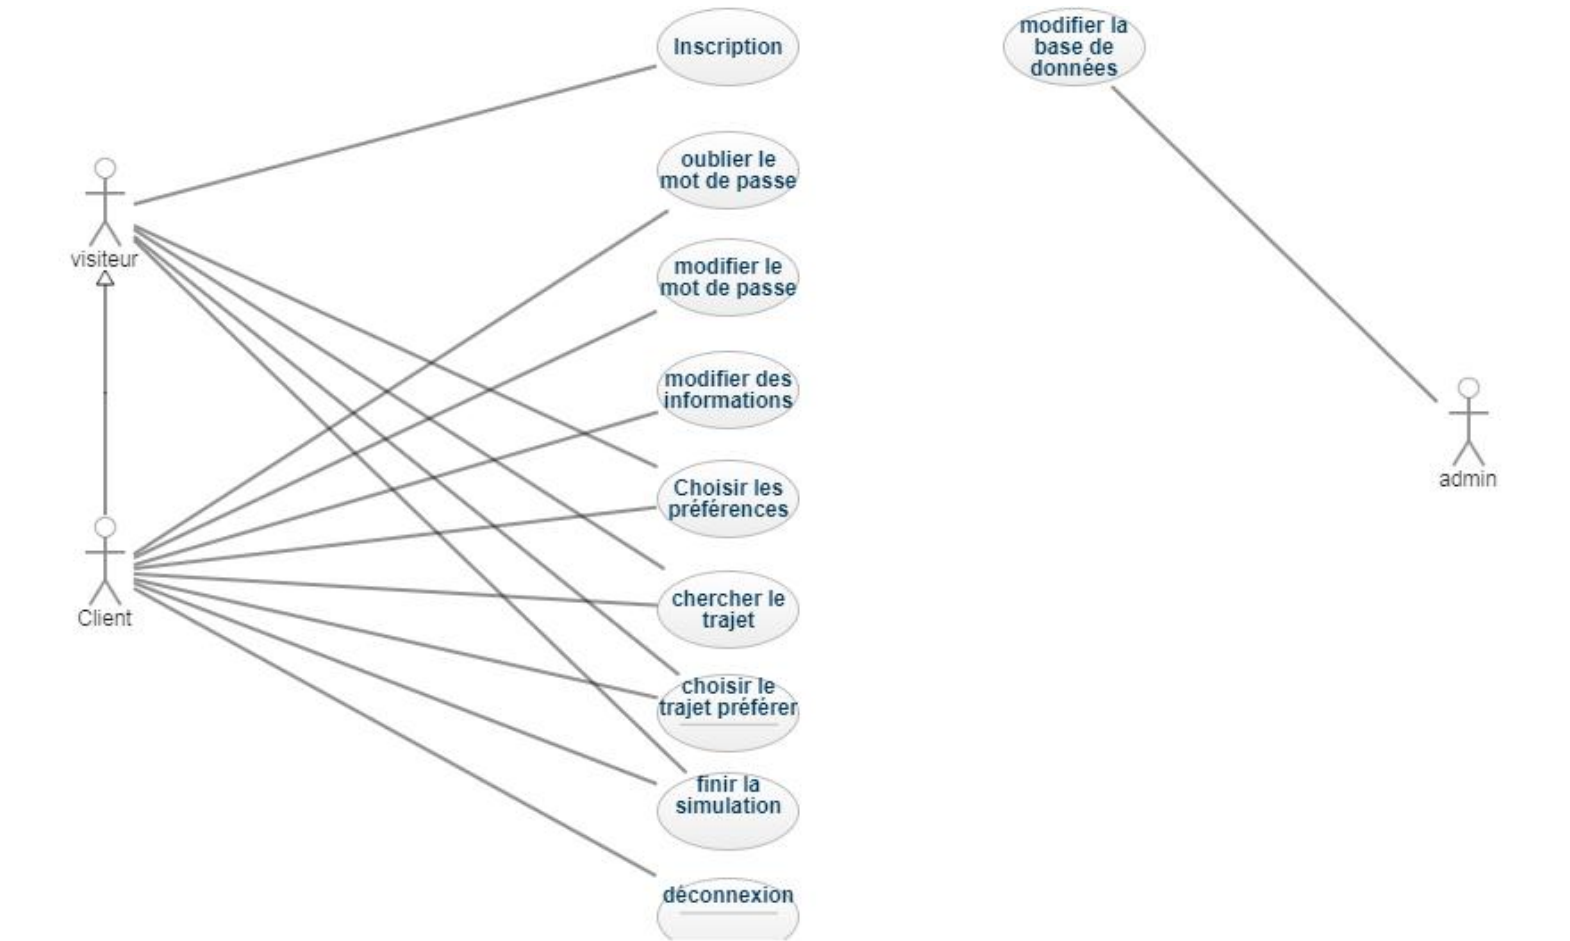 Inscription
modifier la
base de
données
oublier le
mot de passe
visiteur
modifier le
mot de passe
modifier des
informations
admin
Choisir les
préférences
Client
chercher le
trajet
choisir le
trajet préférer
finir la
simulation
déconnexion